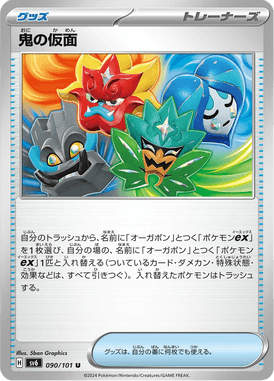 グッズ
トレーナーズ
鬼の仮面
自分のトラッシュから、名前に「オーガポン」とつく「ポケモンex」
を1枚選び、自分の場の、名前に「オーガポン」とつく「ポケモン
ex」1匹と入れ替える(ついているカード・ダメカン・特殊状態・
効果などは、すべて引きつぐ)。入れ替えたポケモンはトラッシュ
する。
Illus. 5ban Graphics
H SV6 090/101 U
©2024 Pokémon/Nintendo/Creatures/GAME FREAK.
グッズは、自分の番に何枚でも使える。